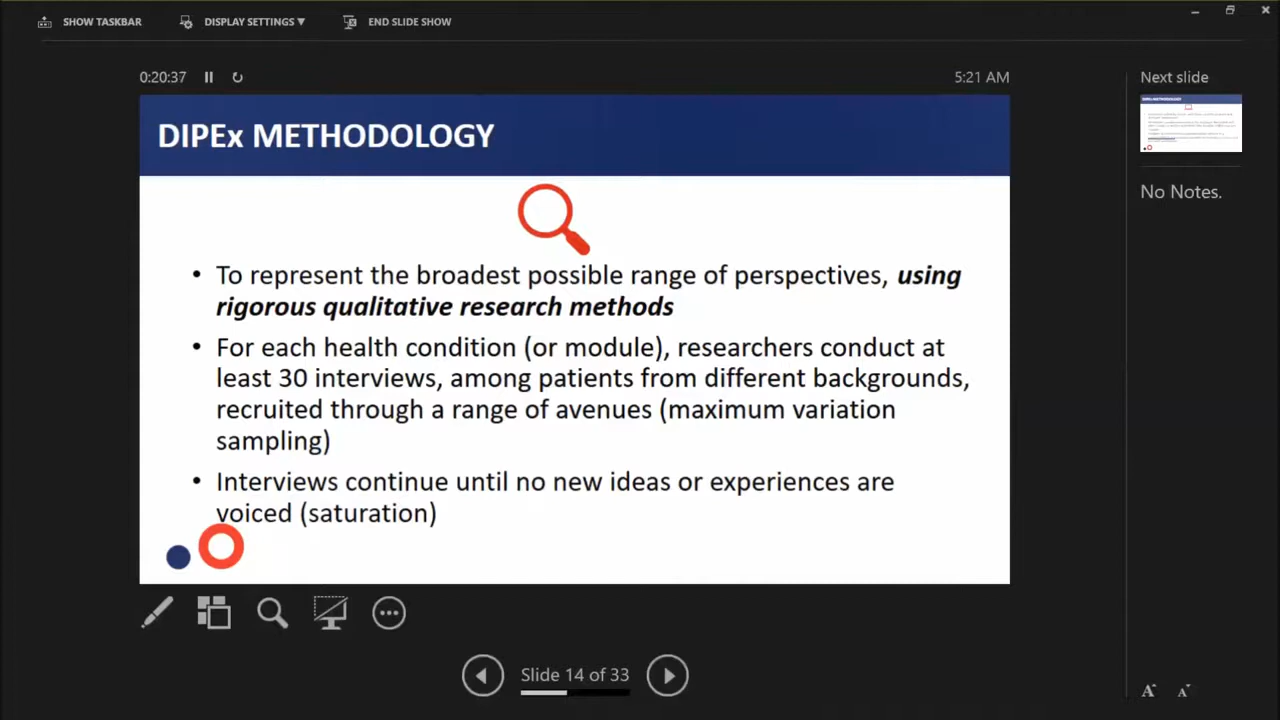 SHOW TASKBAR
DISPLAY SETTINGS ▼
END SLIDE SHOW
0:20:37
5:21 AM
Next slide
DIPEx METHODOLOGY
No Notes.
• To represent the broadest possible range of perspectives, using
rigorous qualitative research methods
• For each health condition (or module), researchers conduct at
least 30 interviews, among patients from different backgrounds,
recruited through a range of avenues (maximum variation
sampling)
• Interviews continue until no new ideas or experiences are
voiced (saturation)
Slide 14 of 33
A A